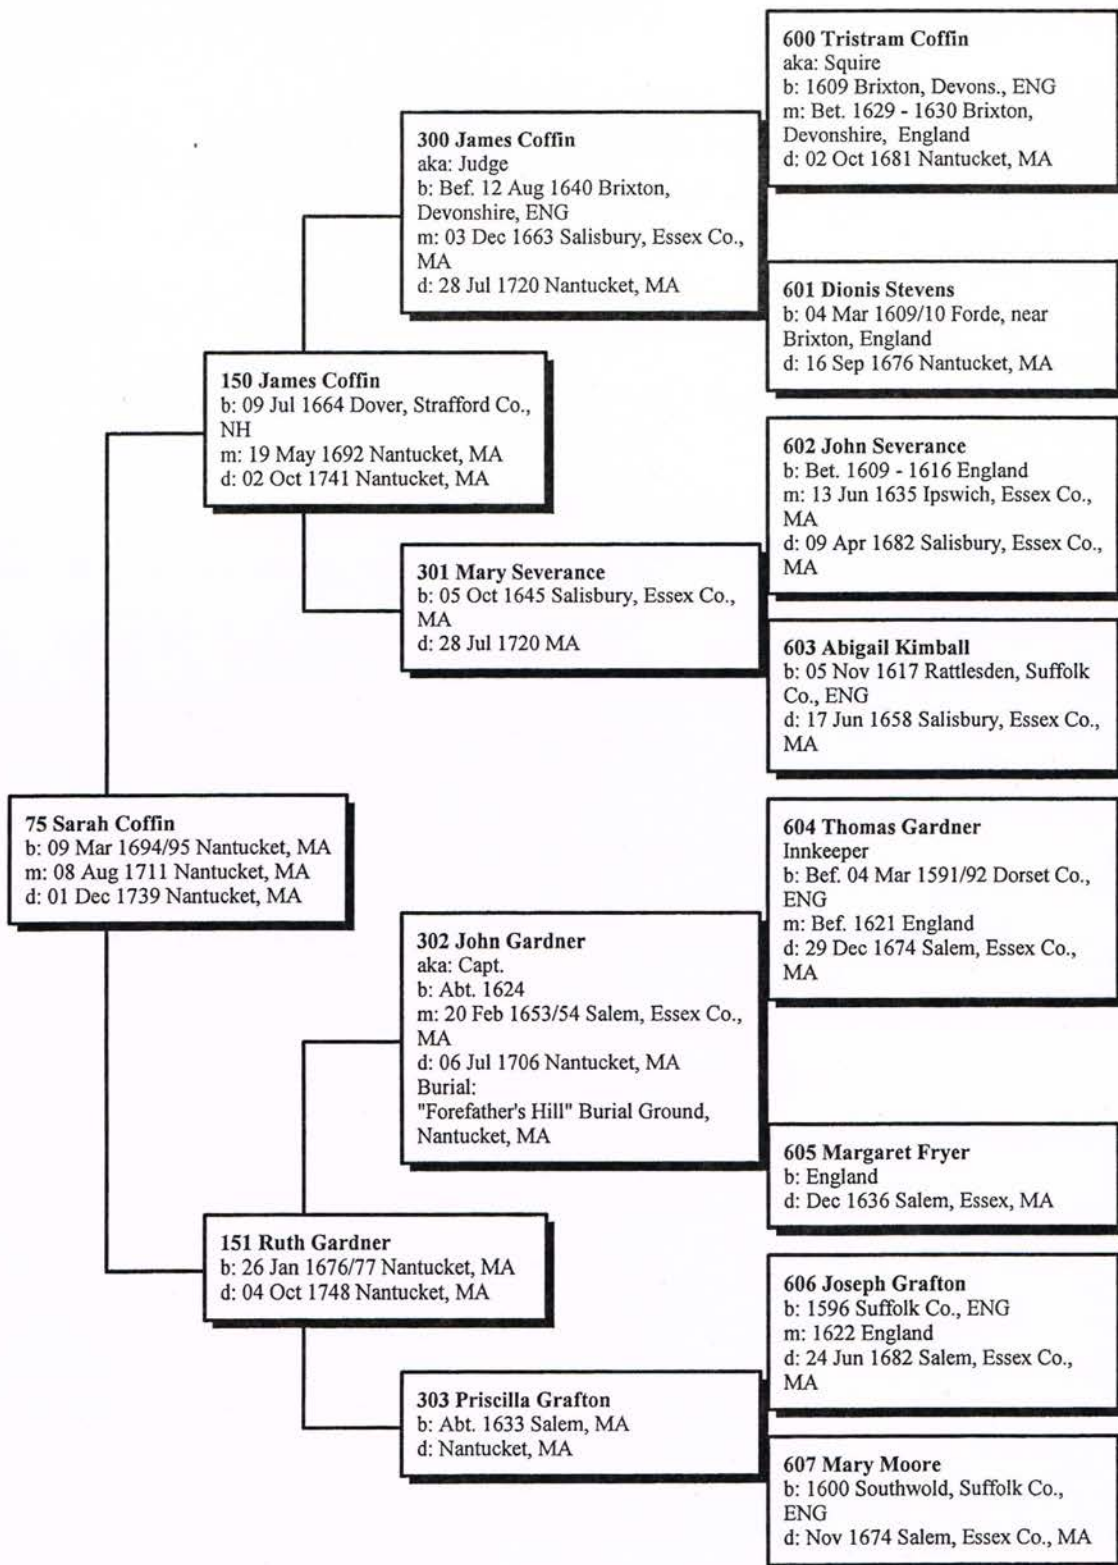 600 Tristram Coffin
aka: Squire
b: 1609 Brixton, Devons., ENG
m: Bet. 1629 - 1630 Brixton,
Devonshire, England
d: 02 Oct 1681 Nantucket, MA
300 James Coffin
aka: Judge
b: Bef. 12 Aug 1640 Brixton,
Devonshire, ENG
m: 03 Dec 1663 Salisbury, Essex Co.,
MA
d: 28 Jul 1720 Nantucket, MA
601 Dionis Stevens
b: 04 Mar 1609/10 Forde, near
Brixton, England
d: 16 Sep 1676 Nantucket, MA
150 James Coffin
b: 09 Jul 1664 Dover, Strafford Co.,
NH
m: 19 May 1692 Nantucket, MA
d: 02 Oct 1741 Nantucket, MA
602 John Severance
b: Bet. 1609 - 1616 England
m: 13 Jun 1635 Ipswich, Essex Co.,
MA
d: 09 Apr 1682 Salisbury, Essex Co.,
MA
301 Mary Severance
b: 05 Oct 1645 Salisbury, Essex Co.,
MA
d: 28 Jul 1720 MA
603 Abigail Kimball
b: 05 Nov 1617 Rattlesden, Suffolk
Co., ENG
d: 17 Jun 1658 Salisbury, Essex Co.,
MA
75 Sarah Coffin
b: 09 Mar 1694/95 Nantucket, MA
m: 08 Aug 1711 Nantucket, MA
d: 01 Dec 1739 Nantucket, MA
604 Thomas Gardner
Innkeeper
b: Bef. 04 Mar 1591/92 Dorset Co.,
ENG
m: Bef. 1621 England
d: 29 Dec 1674 Salem, Essex Co.,
MA
302 John Gardner
aka: Capt.
b: Abt. 1624
m: 20 Feb 1653/54 Salem, Essex Co.,
MA
d: 06 Jul 1706 Nantucket, MA
Burial:
"Forefather's Hill" Burial Ground,
Nantucket, MA
605 Margaret Fryer
b: England
d: Dec 1636 Salem, Essex, MA
151 Ruth Gardner
b: 26 Jan 1676/77 Nantucket, MA
d: 04 Oct 1748 Nantucket, MA
606 Joseph Grafton
b: 1596 Suffolk Co., ENG
m: 1622 England
d: 24 Jun 1682 Salem, Essex Co.,
MA
303 Priscilla Grafton
b: Abt. 1633 Salem, MA
d: Nantucket, MA
607 Mary Moore
b: 1600 Southwold, Suffolk Co.,
ENG
d: Nov 1674 Salem, Essex Co., MA